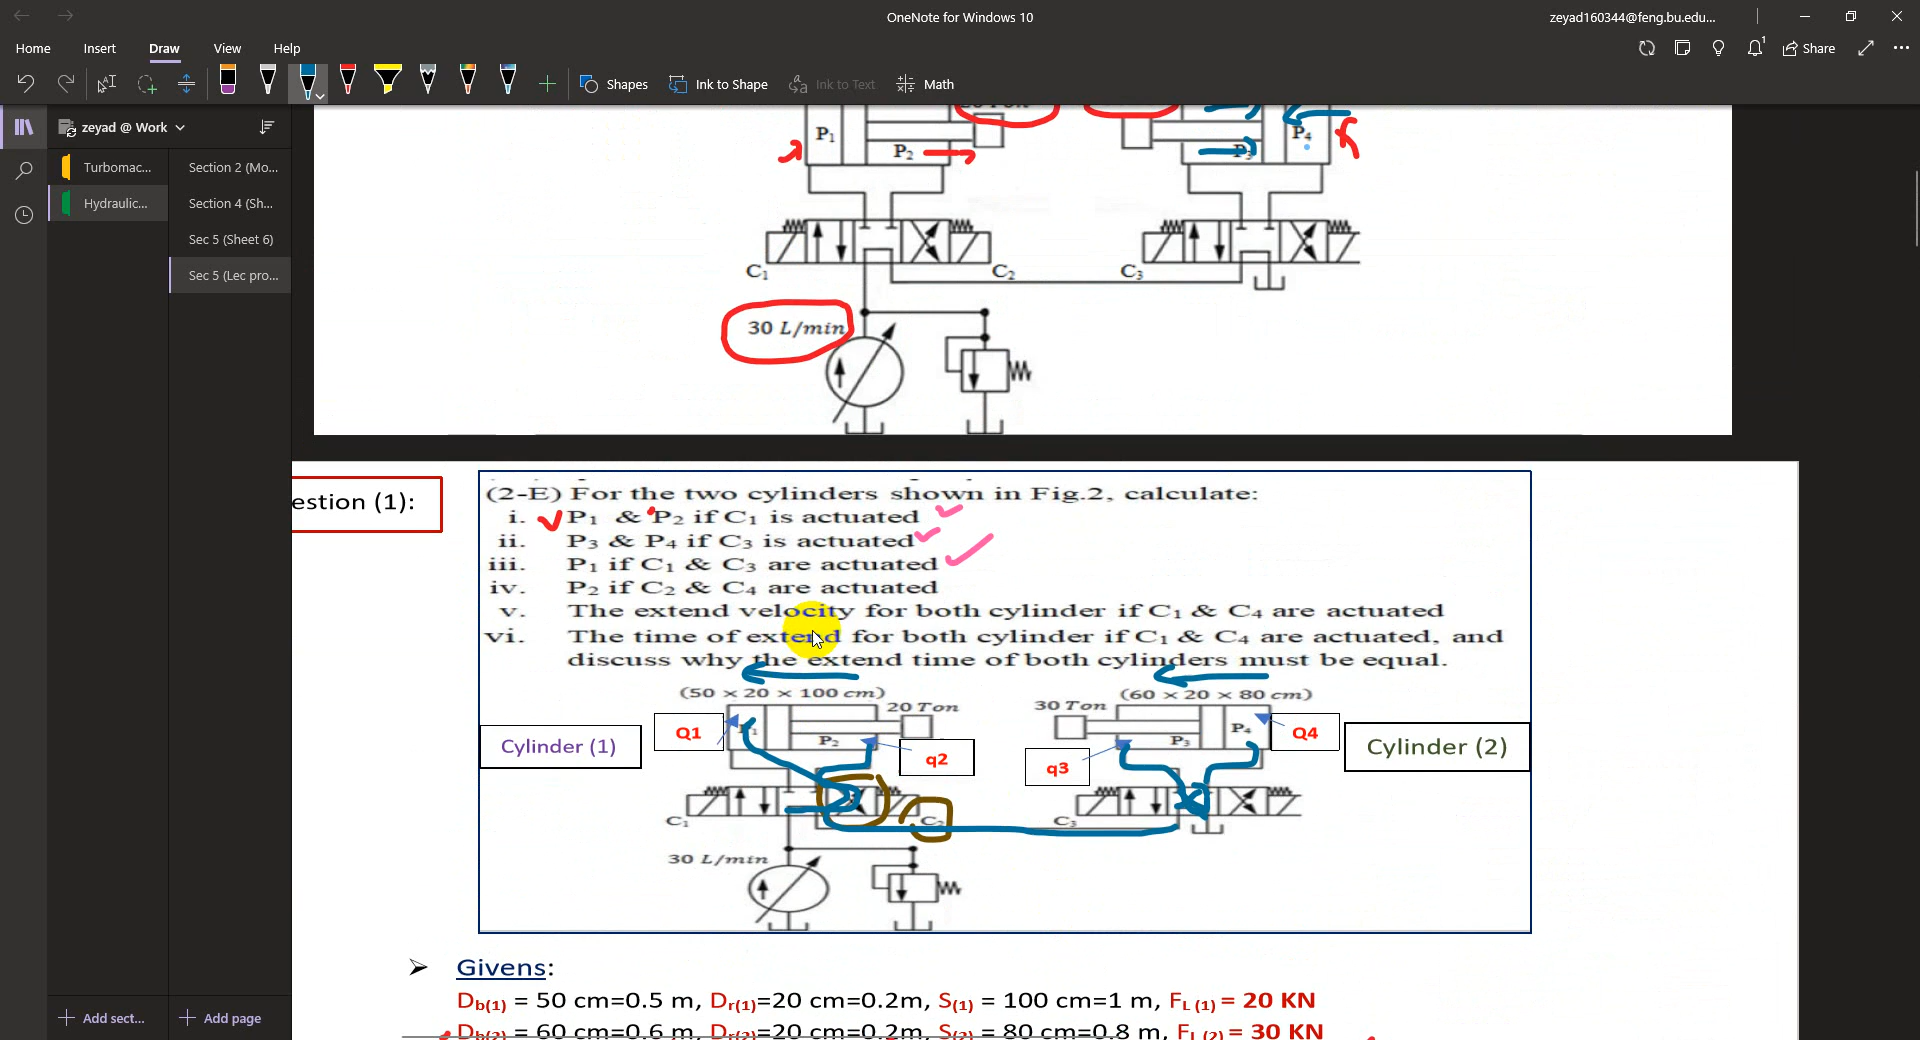 OneNote for Windows 10
zeyad160344@feng.bu.edu...
Home Insert Draw View Help
Share
Shapes
Ink to Shape
Ink to Text
Math
zeyad @ Work
Turbomac...
Hydraulic...
Section 2 (Mo...
Section 4 (Sh...
Sec 5 (Sheet 6)
Sec 5 (Lec pro...
Add sect...
Add page
P1
P2
P3
P4
C1
C2
C3
30 L/min
estion (1):
(2-E) For the two cylinders shown in Fig.2, calculate:
i. P1 & P2 if C1 is actuated
ii. P3 & P4 if C3 is actuated
iii. P1 if C1 & C3 are actuated
iv. P2 if C2 & C4 are actuated
v. The extend velocity for both cylinder if C1 & C4 are actuated
vi. The time of extend for both cylinder if C1 & C4 are actuated, and
discuss why the extend time of both cylinders must be equal.
(50 × 20 × 100 cm)
20 Ton
30 Ton
(60 × 20 × 80 cm)
Cylinder (1)
Q1
P2
q2
q3
P3
P4
Q4
Cylinder (2)
C1
C3
30 L/min
➢ Givens:
Db(1) = 50 cm=0.5 m, Dr(1)=20 cm=0.2m, S(1) = 100 cm=1 m, FL (1) = 20 KN
Db(2) = 60 cm=0.6 m, Dr(2)=20 cm=0.2m, S(2) = 80 cm=0.8 m, FL (2) = 30 KN